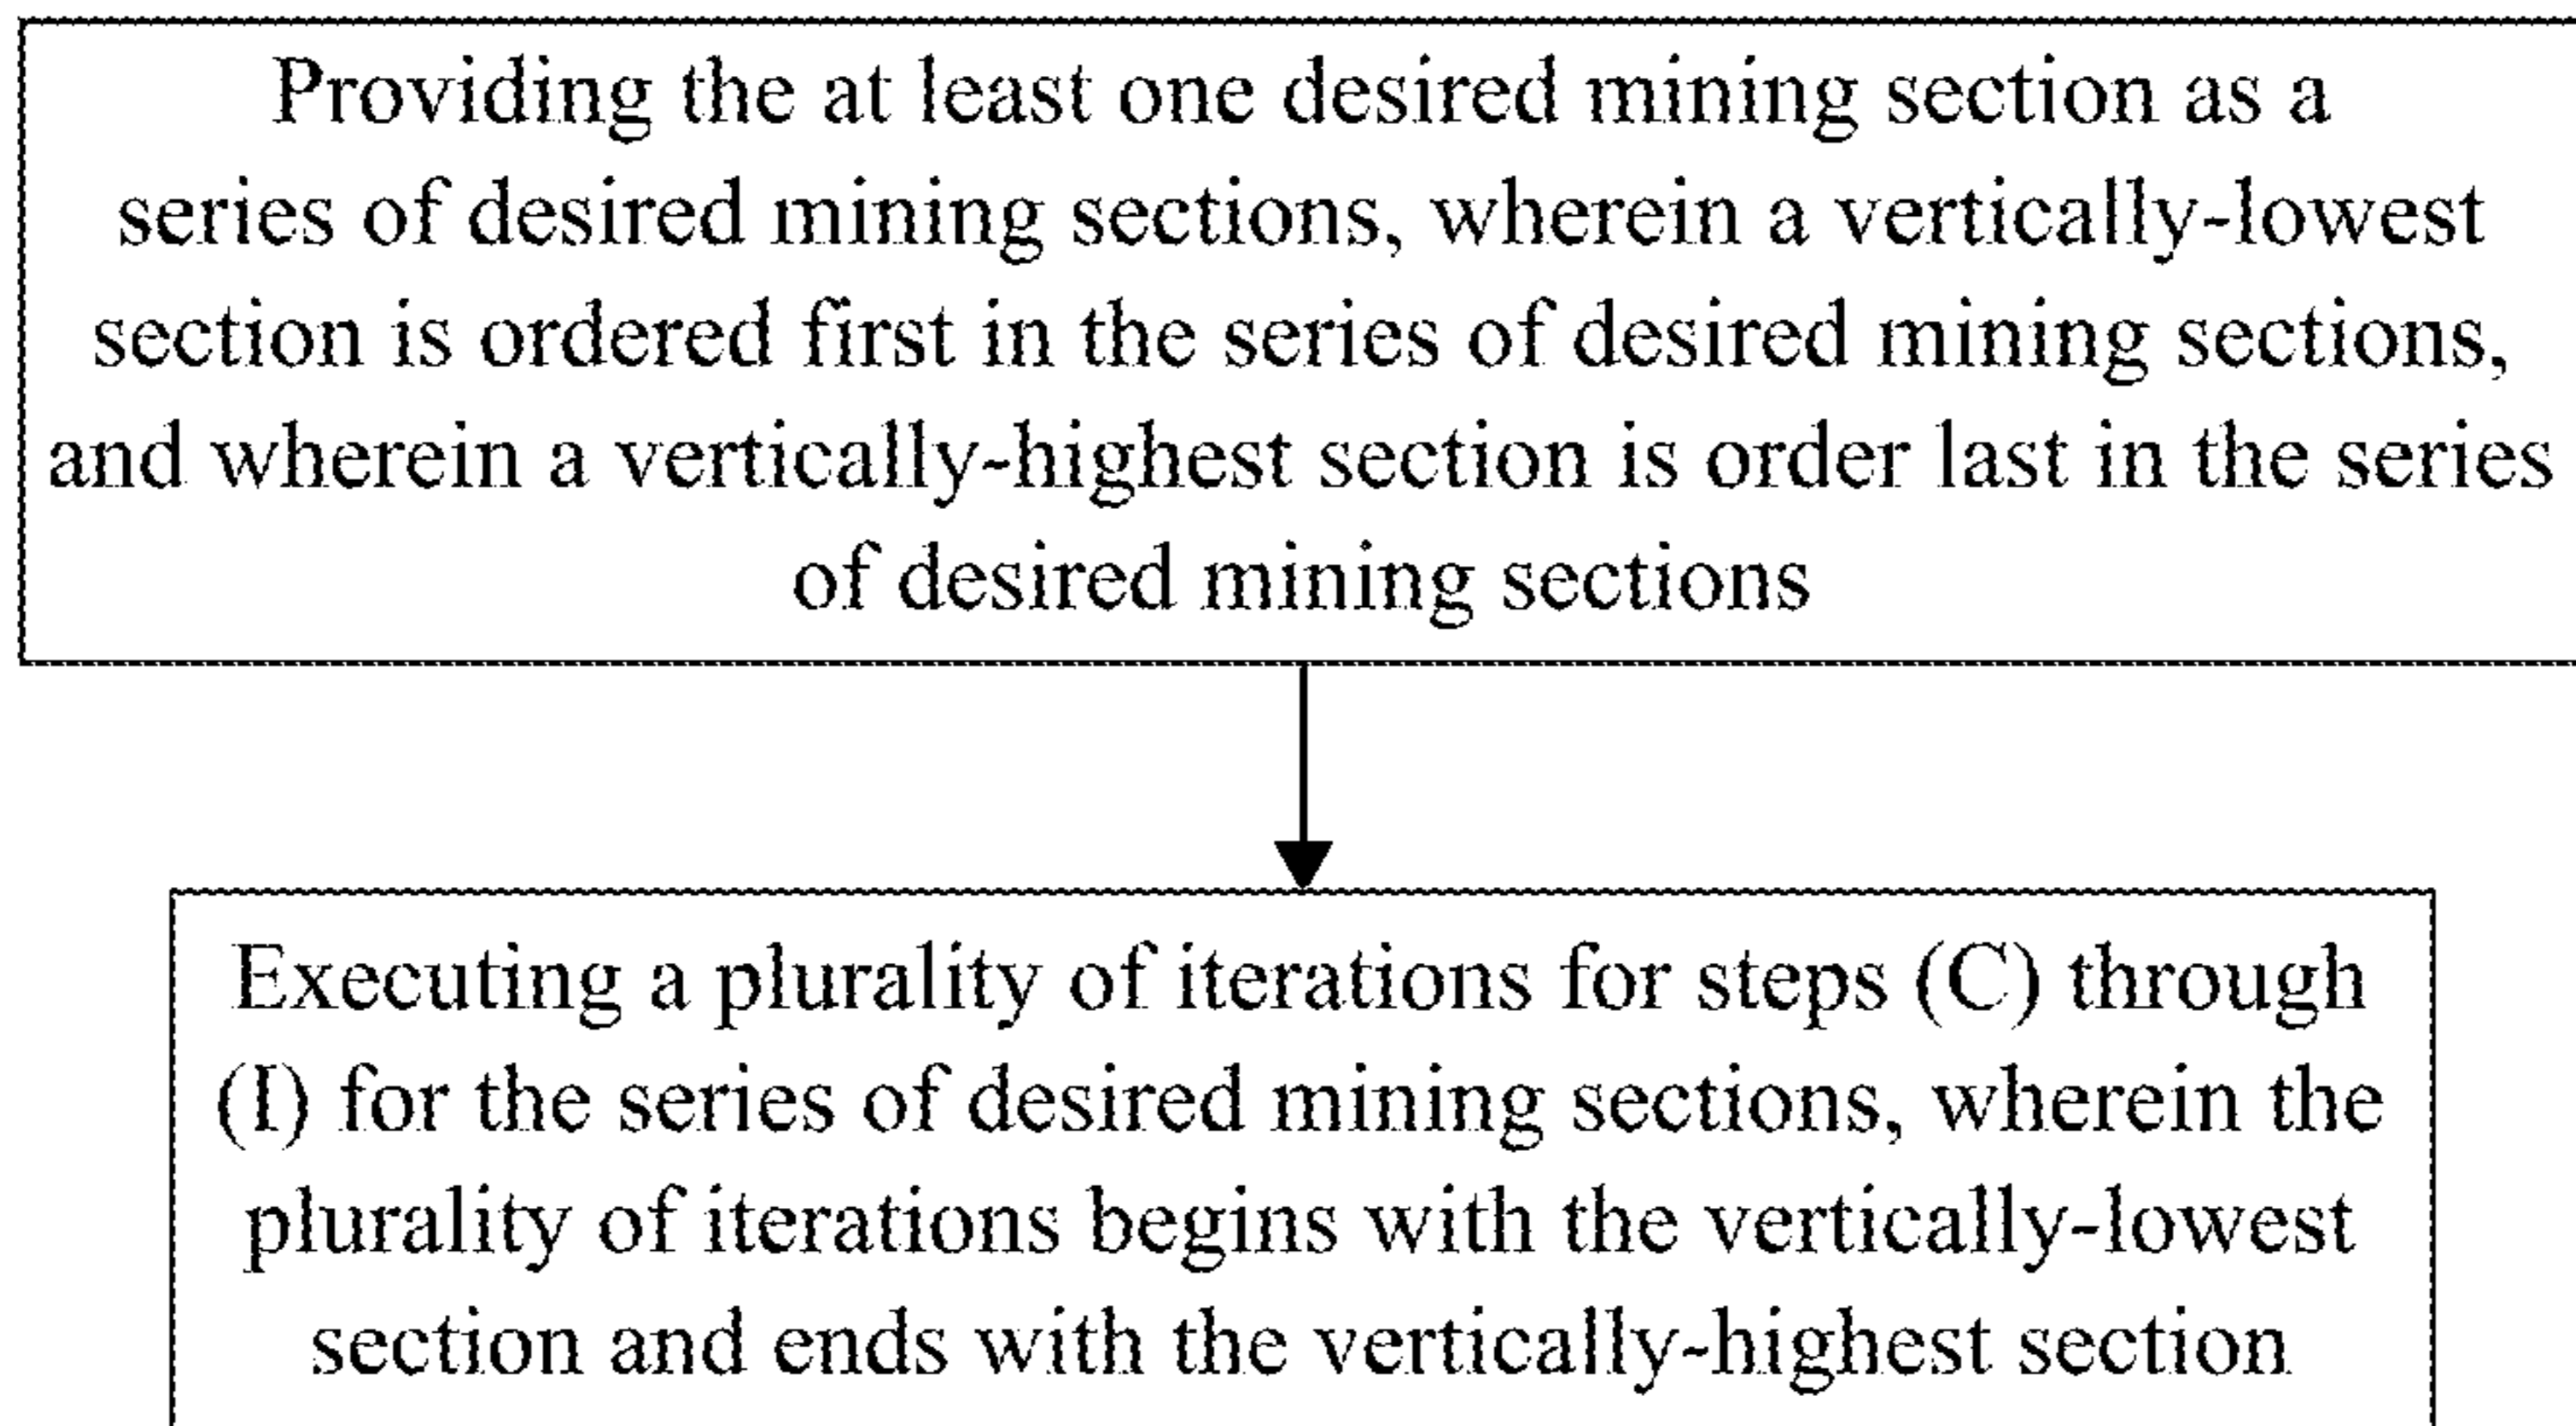 Providing the at least one desired mining section as a
series of desired mining sections, wherein a vertically-lowest
section is ordered first in the series of desired mining sections,
and wherein a vertically-highest section is order last in the series
of desired mining sections
Executing a plurality of iterations for steps (C) through
(I) for the series of desired mining sections, wherein the
plurality of iterations begins with the vertically-lowest
section and ends with the vertically-highest section